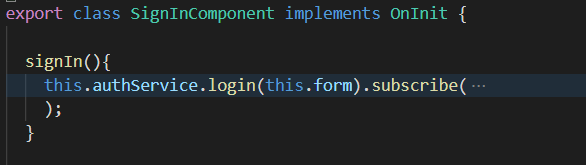 export class SignInComponent implements OnInit {
signIn(){
this.authService.login(this.form).subscribe(⋯
);
}